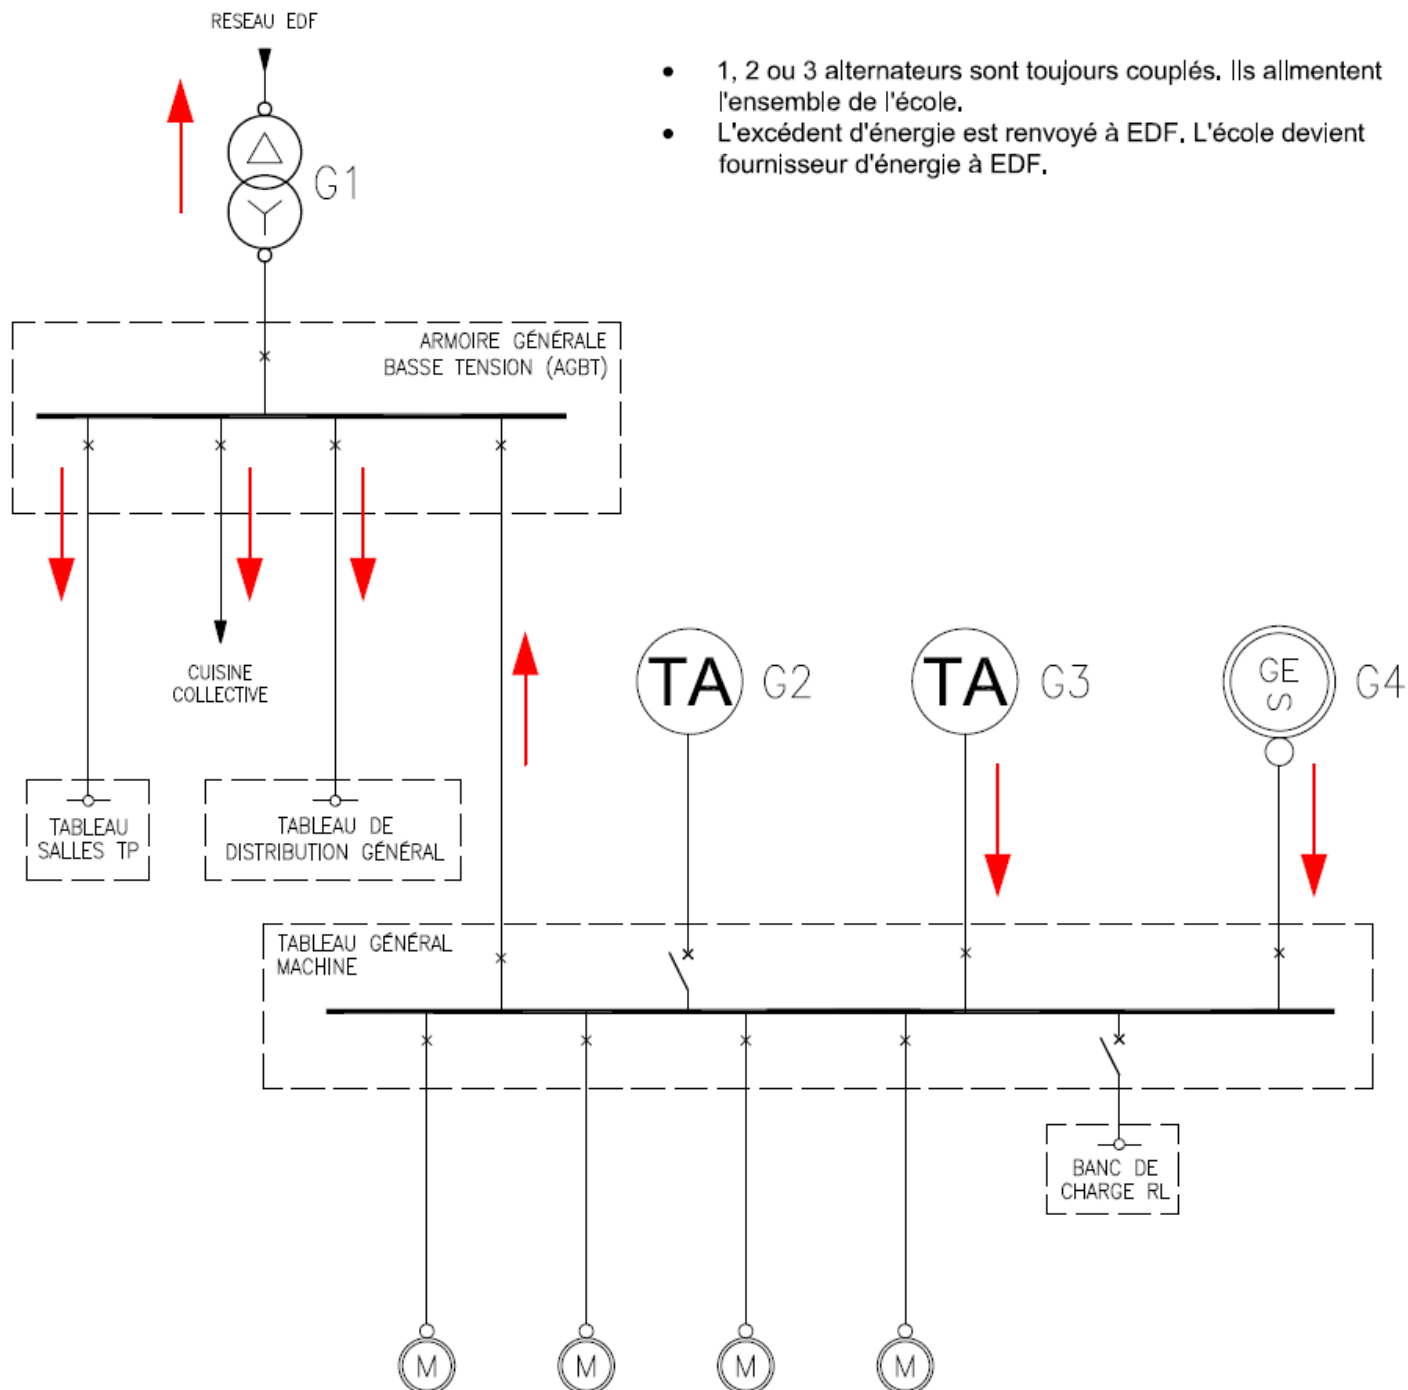 RESEAU EDF
• 1, 2 ou 3 alternateurs sont toujours couplés. Ils alimentent
l'ensemble de l'école.
• L'excédent d'énergie est renvoyé à EDF. L'école devient
fournisseur d'énergie à EDF.
G1
ARMOIRE GÉNÉRALE
BASSE TENSION (AGBT)
CUISINE
COLLECTIVE
TA G2
TA G3
GE
S
G4
TABLEAU
SALLES TP
TABLEAU DE
DISTRIBUTION GÉNÉRAL
TABLEAU GÉNÉRAL
MACHINE
BANC DE
CHARGE RL
M
M
M
M